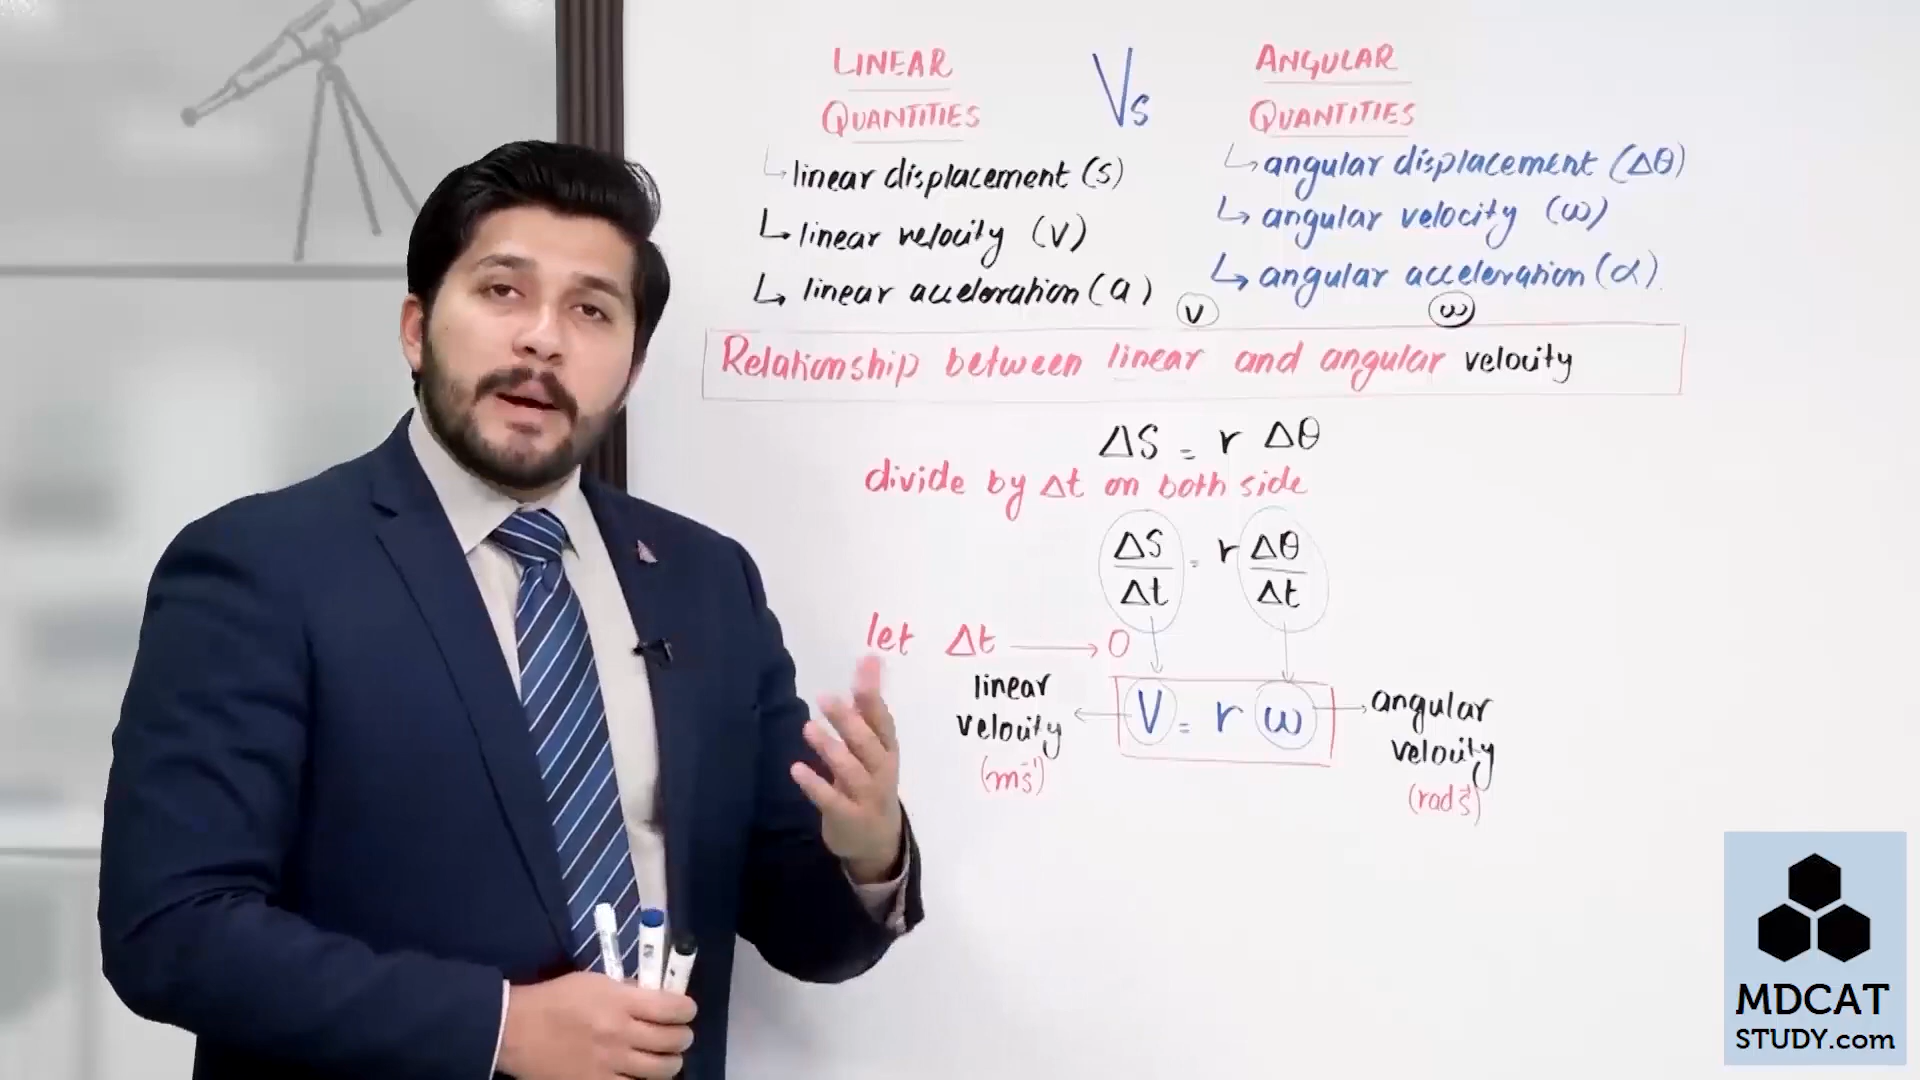 LINEAR Vs ANGULAR
QUANTITIES QUANTITIES
↳linear displacement (s)
↳linear velocity (v)
↳linear acceleration (a)
↳angular displacement (Δθ)
↳angular velocity (ω)
↳angular acceleration (α).
v ω
Relationship between linear and angular velocity
ΔS = r Δθ
divide by Δt on both side
ΔS/Δt = r Δθ/Δt
let Δt → 0
V = r ω
linear
velocity
(ms⁻¹)
angular
velocity
(rad s⁻¹)
MDCAT
STUDY.com